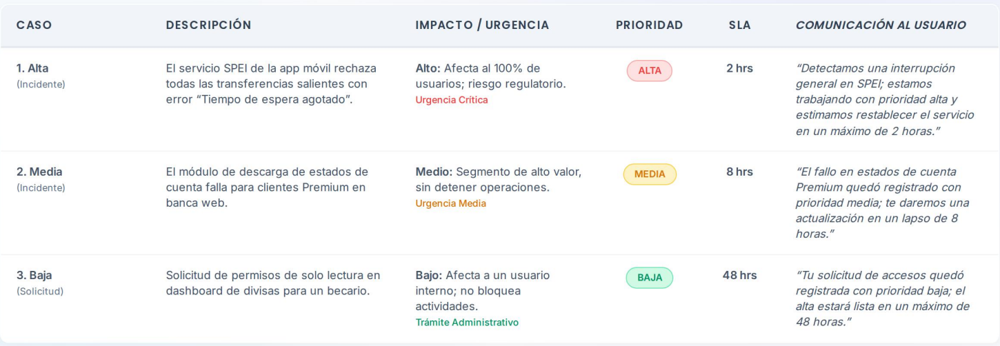 CASO
DESCRIPCIÓN
IMPACTO / URGENCIA
PRIORIDAD
SLA
COMUNICACIÓN AL USUARIO
1. Alta
(Incidente)
El servicio SPEI de la app móvil rechaza
todas las transferencias salientes con
error “Tiempo de espera agotado”.
Alto: Afecta al 100% de
usuarios; riesgo regulatorio.
Urgencia Crítica
ALTA
2 hrs
“Detectamos una interrupción
general en SPEI; estamos
trabajando con prioridad alta y
estimamos restablecer el servicio
en un máximo de 2 horas.”
2. Media
(Incidente)
El módulo de descarga de estados de
cuenta falla para clientes Premium en
banca web.
Medio: Segmento de alto valor,
sin detener operaciones.
Urgencia Media
MEDIA
8 hrs
“El fallo en estados de cuenta
Premium quedó registrado con
prioridad media; te daremos una
actualización en un lapso de 8
horas.”
3. Baja
(Solicitud)
Solicitud de permisos de solo lectura en
dashboard de divisas para un becario.
Bajo: Afecta a un usuario
interno; no bloquea
actividades.
Trámite Administrativo
BAJA
48 hrs
“Tu solicitud de accesos quedó
registrada con prioridad baja; el
alta estará lista en un máximo de
48 horas.”